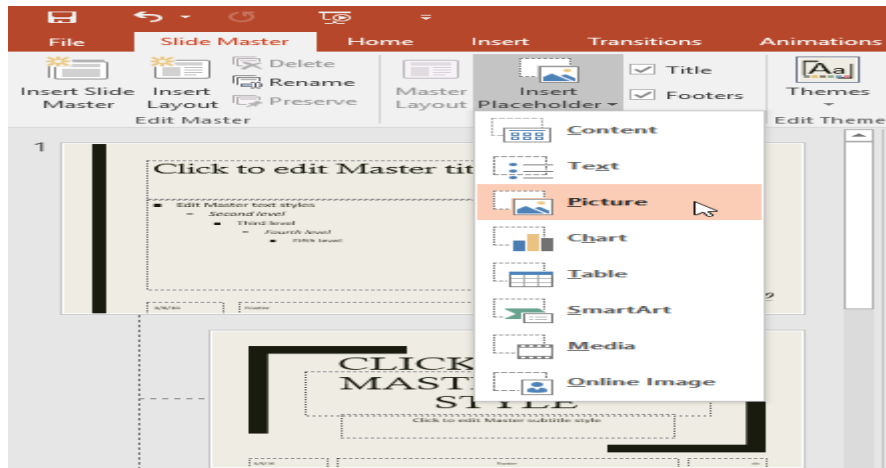 File Slide Master Home Insert Transitions Animations
Insert Slide Master
Insert Layout
Delete
Rename
Preserve
Edit Master
Master Layout
Insert Placeholder
Title
Footers
Themes
Edit Theme
Content
Text
Picture
Chart
Table
SmartArt
Media
Online Image
1
Click to edit Master tit
Edit Master text styles
Second level
Third level
Fourth level
Fifth level
Footer
CLICK
MAST
STYLE
Click to edit Master subtitle style
Footer